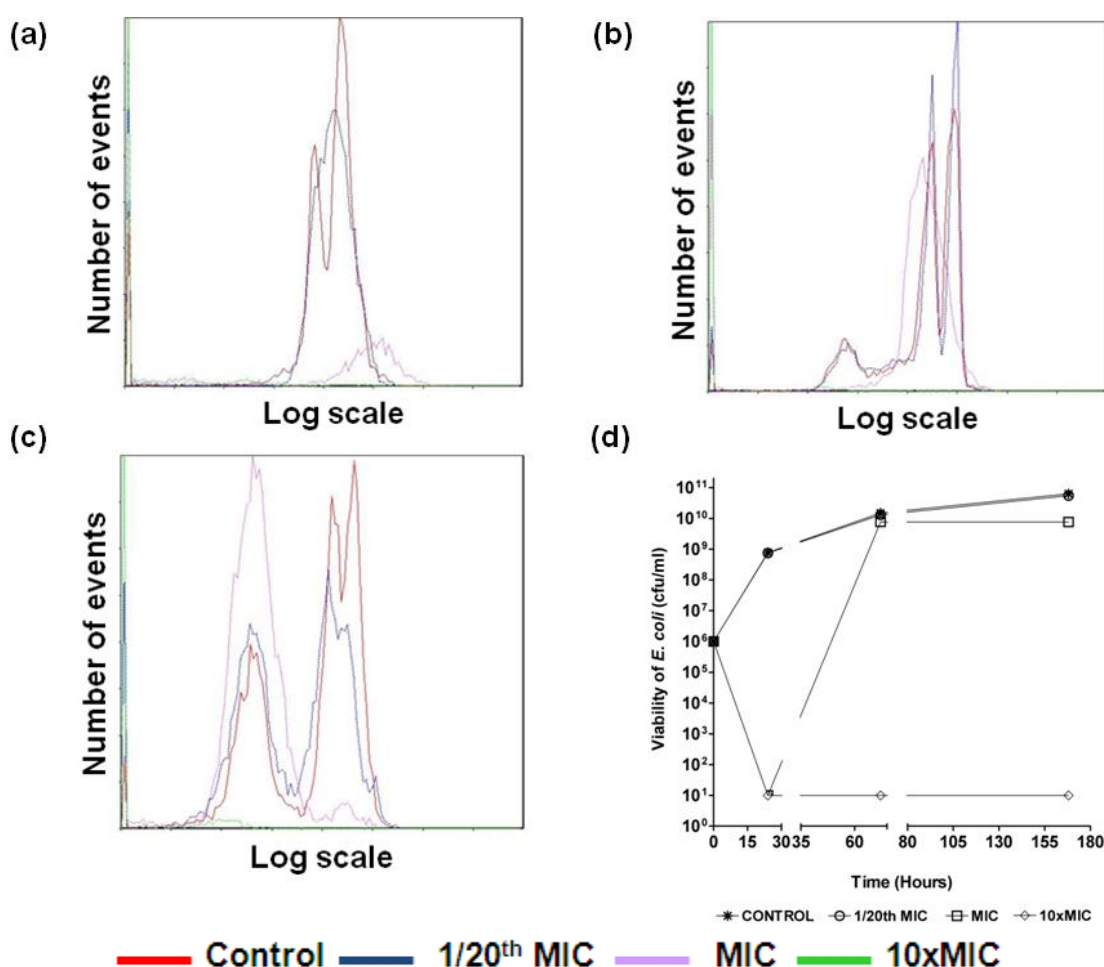 (a)
Number of events
Log scale
(b)
Number of events
Log scale
(c)
Number of events
Log scale
(d)
Viability of E. coli (cfu/ml)
10¹¹
10¹⁰
10⁹
10⁸
10⁷
10⁶
10⁵
10⁴
10³
10²
10¹
10⁰
0 15 30 35 60 80 105 130 155 180
Time (Hours)
CONTROL 1/20th MIC MIC 10xMIC
Control 1/20th MIC MIC 10xMIC